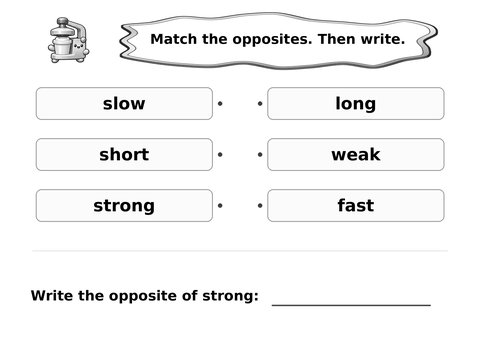 Match the opposites. Then write.
slow long
short weak
strong fast
Write the opposite of strong: